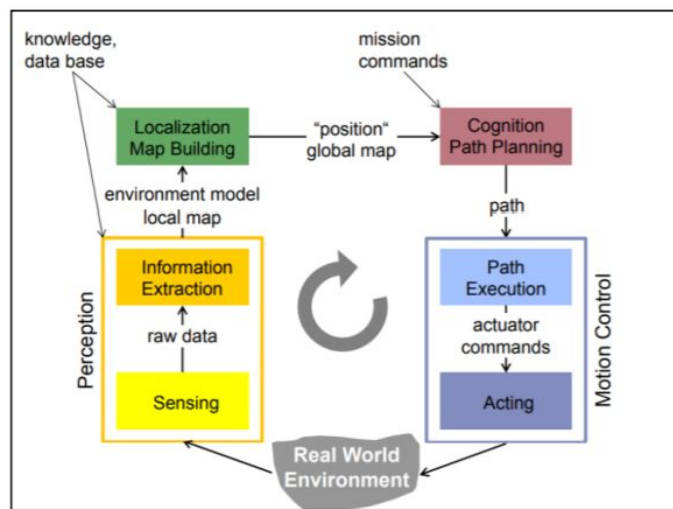 knowledge,
data base
mission
commands
Localization
Map Building
“position“
global map
Cognition
Path Planning
environment model
local map
path
Perception
Information
Extraction
raw data
Sensing
Path
Execution
actuator
commands
Acting
Motion Control
Real World
Environment